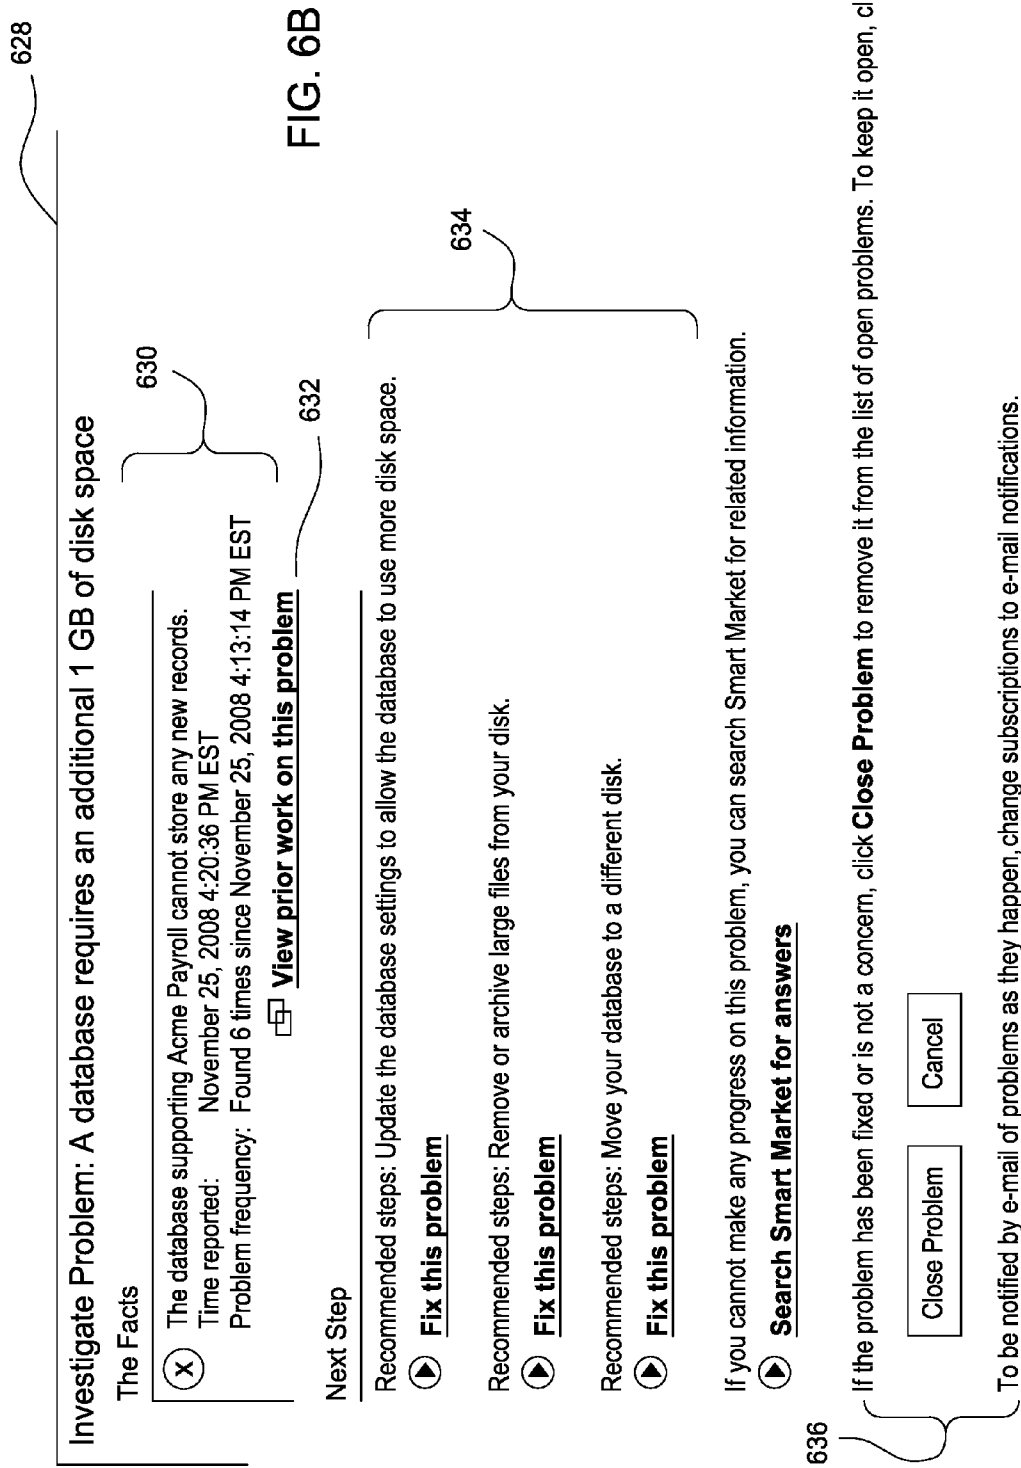 628
Investigate Problem: A database requires an additional 1 GB of disk space
The Facts
X The database supporting Acme Payroll cannot store any new records.
Time reported: November 25, 2008 4:20:36 PM EST
Problem frequency: Found 6 times since November 25, 2008 4:13:14 PM EST
630
View prior work on this problem
632
FIG. 6B
Next Step
Recommended steps: Update the database settings to allow the database to use more disk space.
Fix this problem
634
Recommended steps: Remove or archive large files from your disk.
Fix this problem
Recommended steps: Move your database to a different disk.
Fix this problem
If you cannot make any progress on this problem, you can search Smart Market for related information.
Search Smart Market for answers
636
If the problem has been fixed or is not a concern, click Close Problem to remove it from the list of open problems. To keep it open, cl
Close Problem Cancel
To be notified by e-mail of problems as they happen, change subscriptions to e-mail notifications.